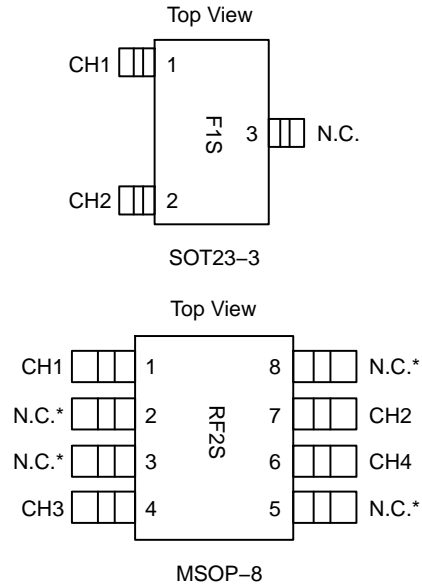 Top View
CH1 1
F1S
3 N.C.
CH2 2
SOT23–3
Top View
CH1 1 8 N.C.*
N.C.* 2 7 CH2
RF2S
N.C.* 3 6 CH4
CH3 4 5 N.C.*
MSOP–8